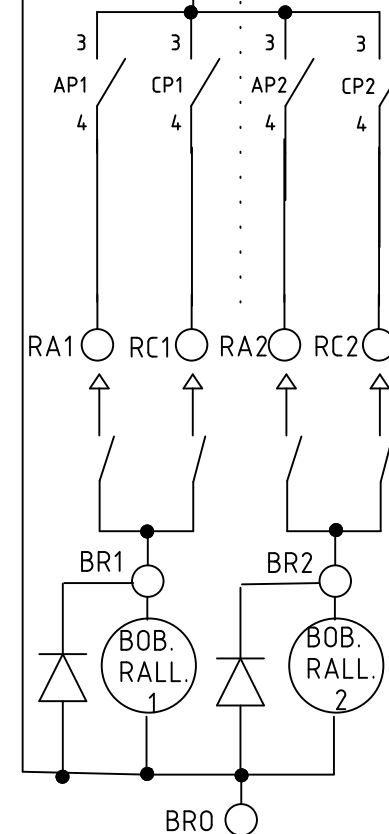 3 3 3 3
AP1 CP1 AP2 CP2
4 4 4 4
RA1 RC1 RA2 RC2
BR1 BR2
BOB. BOB.
RALL. RALL.
1 2
BR0